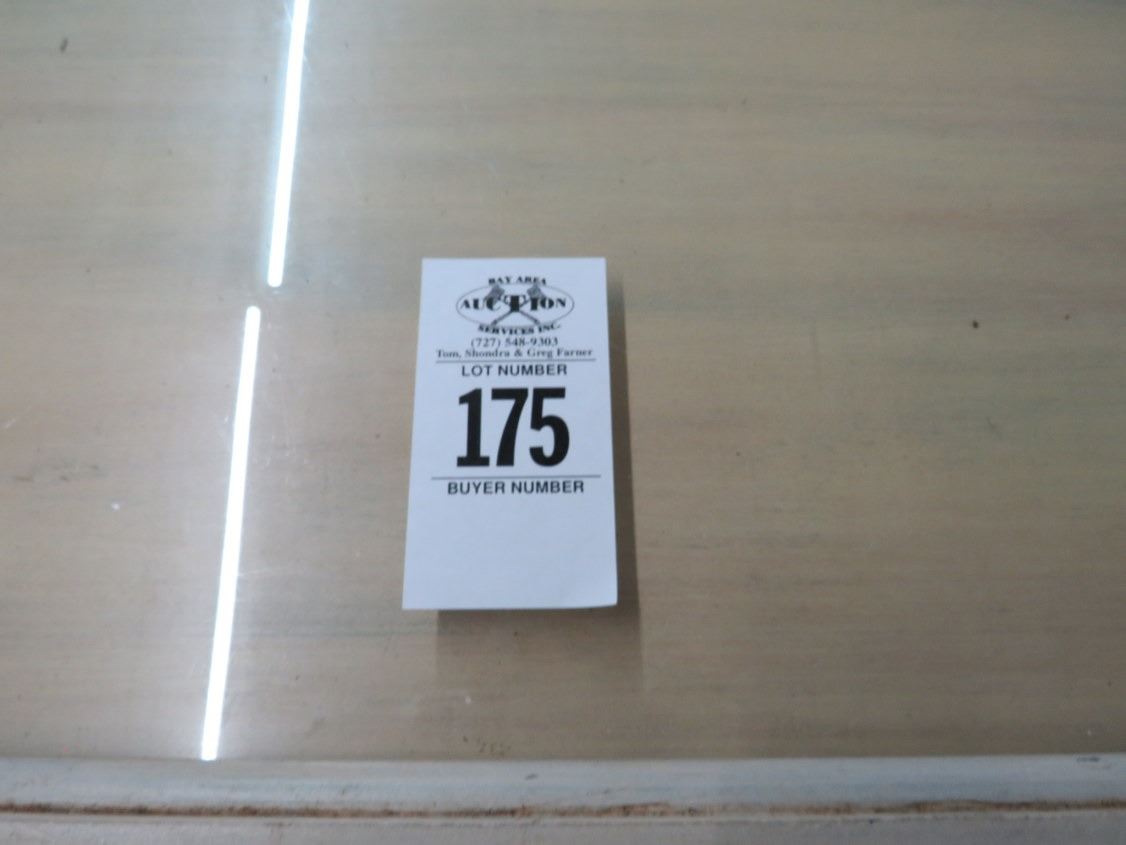 BAY AREA
AUCTION
SERVICES INC.
(727) 548-9303
Tom, Shondra & Greg Farner
LOT NUMBER
175
BUYER NUMBER